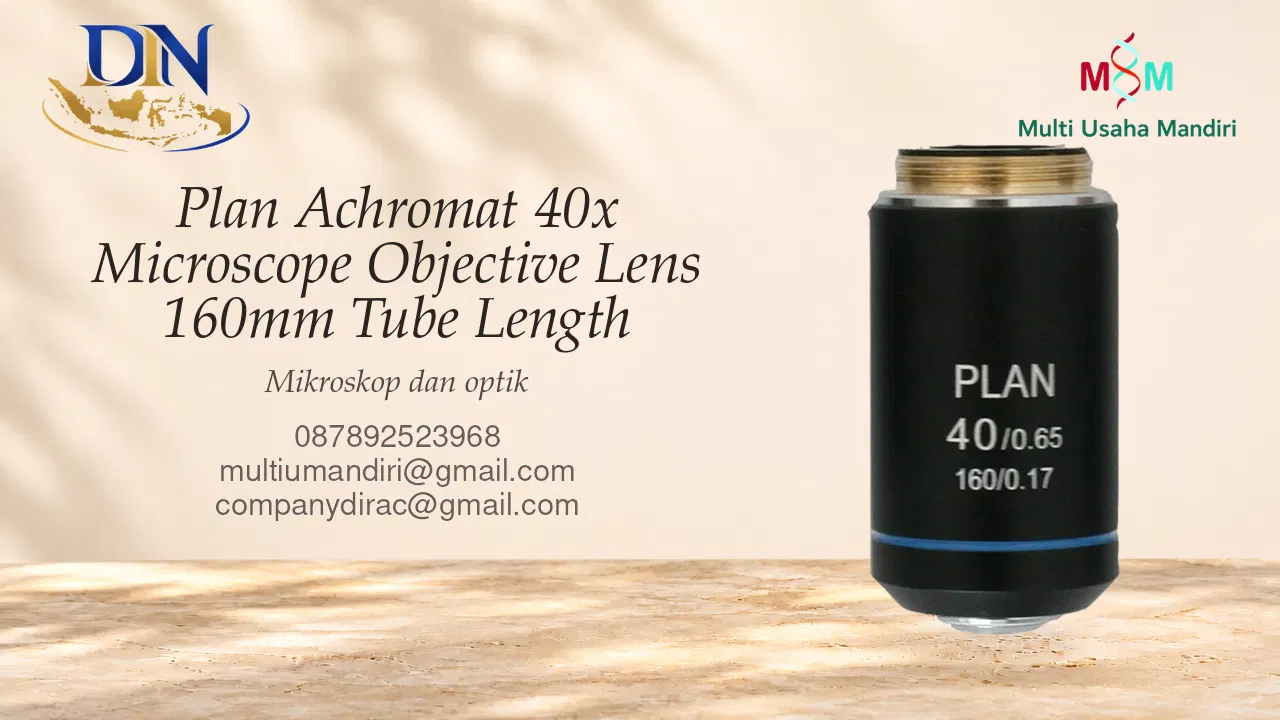 DIN
MSM
Multi Usaha Mandiri
Plan Achromat 40x
Microscope Objective Lens
160mm Tube Length
Mikroskop dan optik
087892523968
multiumandiri@gmail.com
companydirac@gmail.com
PLAN
40/0.65
160/0.17